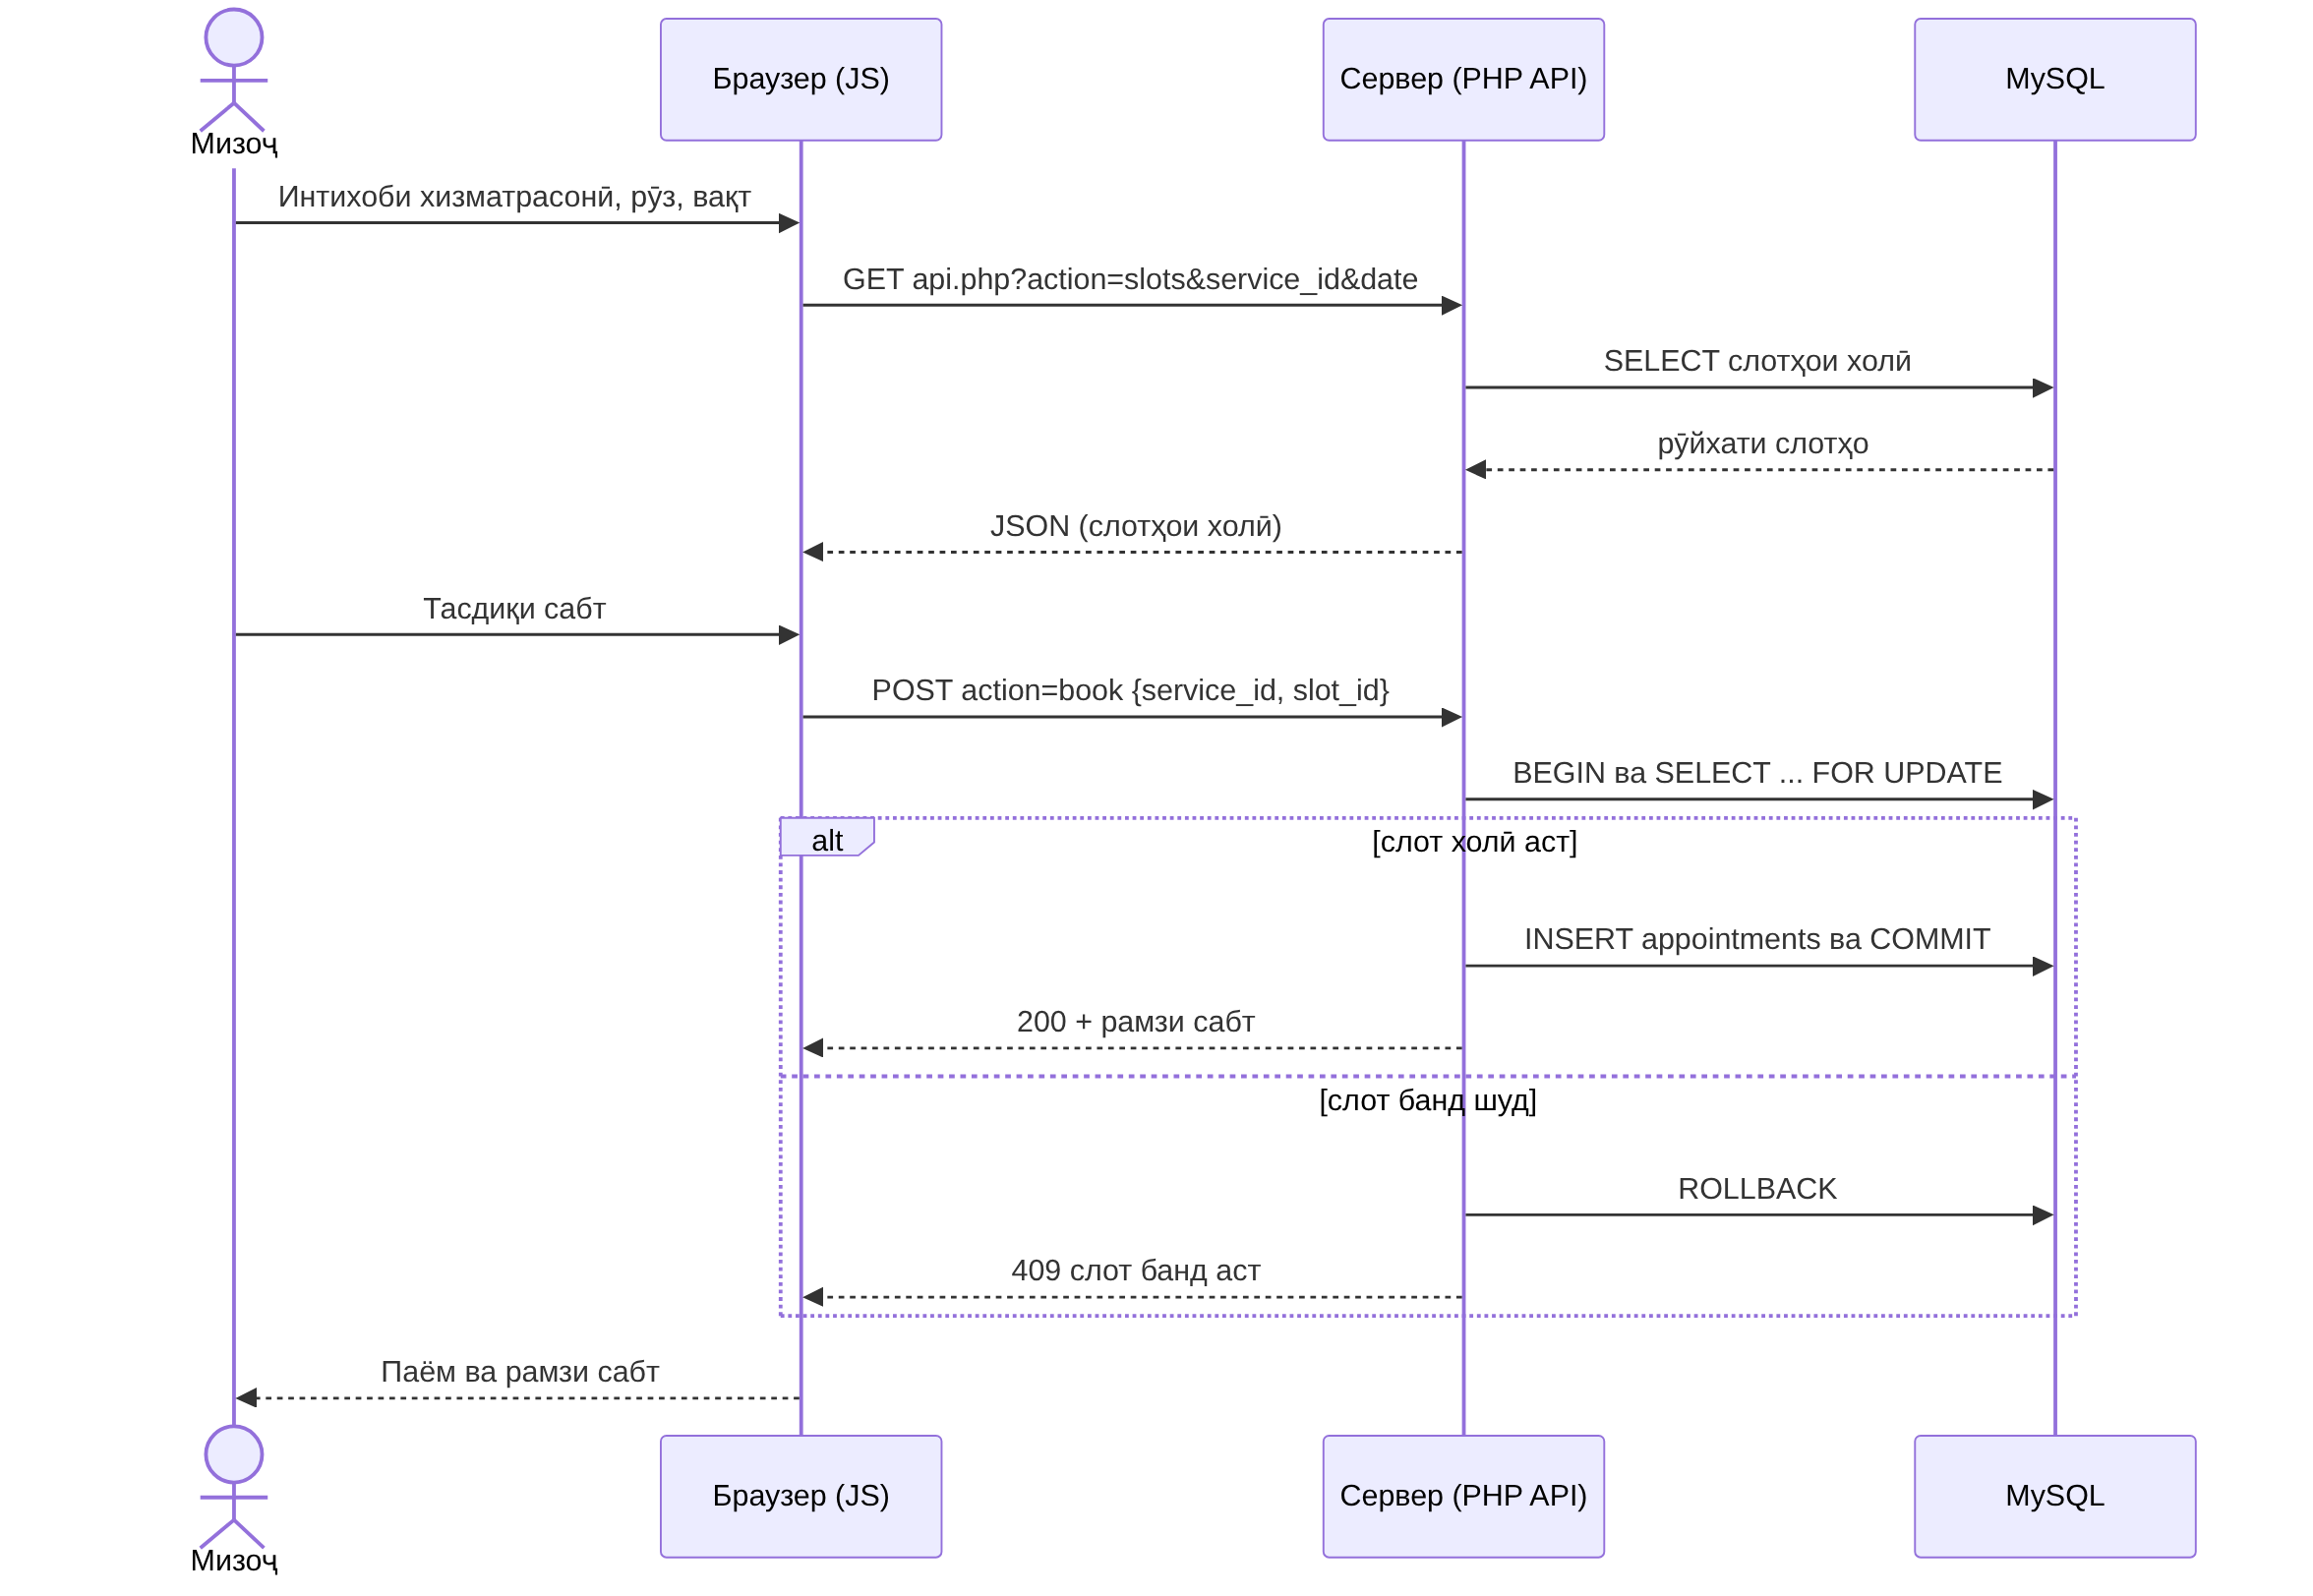 Мизоҷ
Браузер (JS)
Сервер (PHP API)
MySQL
Интихоби хизматрасонӣ, рӯз, вақт
GET api.php?action=slots&service_id&date
SELECT слотҳои холӣ
рӯйхати слотҳо
JSON (слотҳои холӣ)
Тасдиқи сабт
POST action=book {service_id, slot_id}
BEGIN ва SELECT ... FOR UPDATE
alt
[слот холӣ аст]
INSERT appointments ва COMMIT
200 + рамзи сабт
[слот банд шуд]
ROLLBACK
409 слот банд аст
Паём ва рамзи сабт
Мизоҷ
Браузер (JS)
Сервер (PHP API)
MySQL